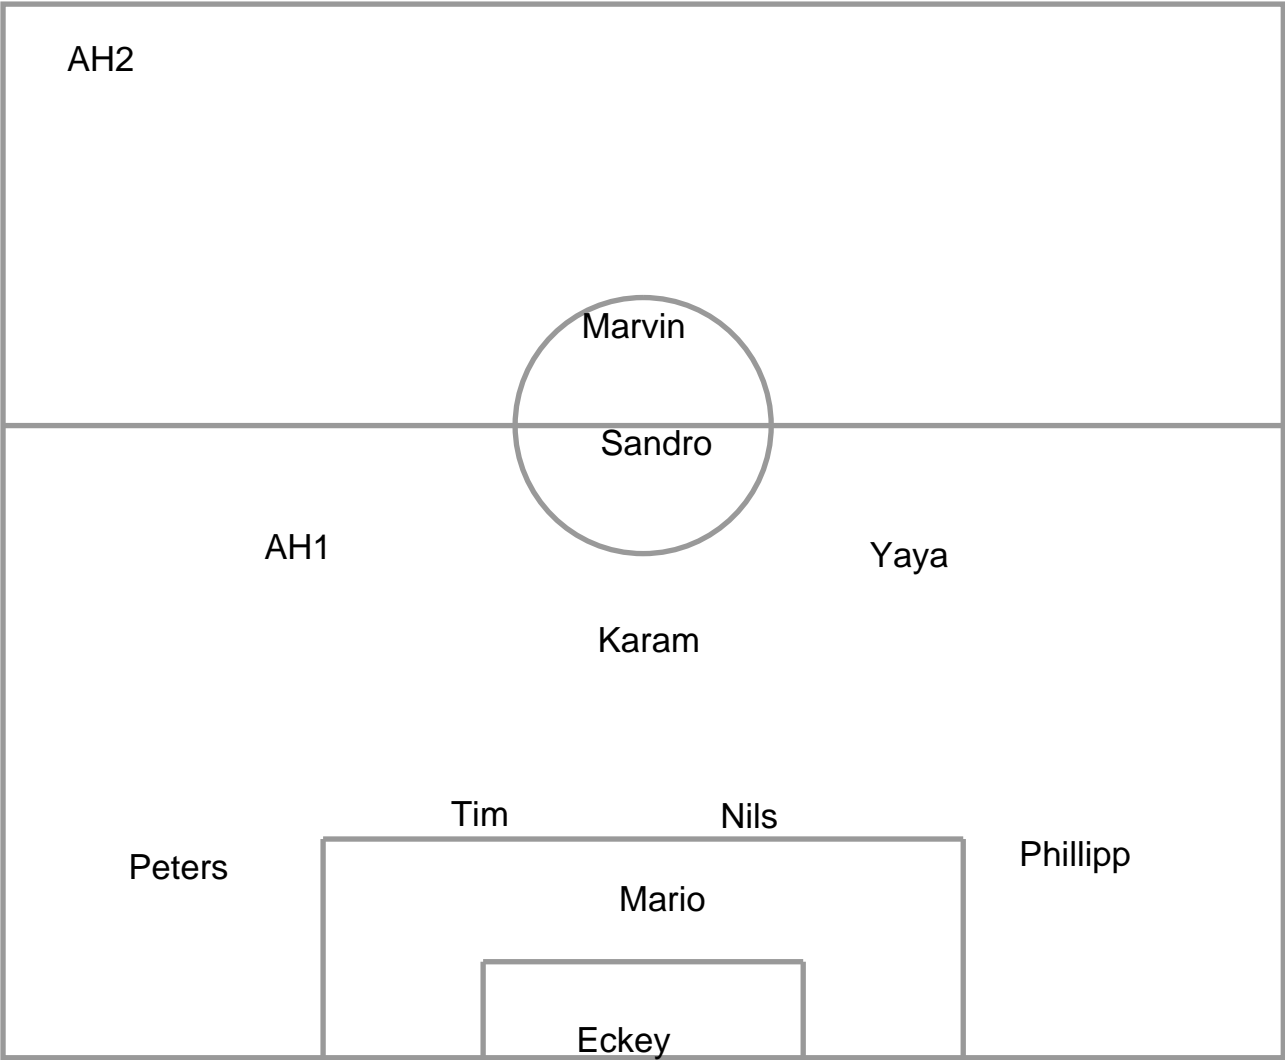 AH2
Marvin
Sandro
AH1
Yaya
Karam
Tim
Nils
Phillipp
Peters
Mario
Eckey